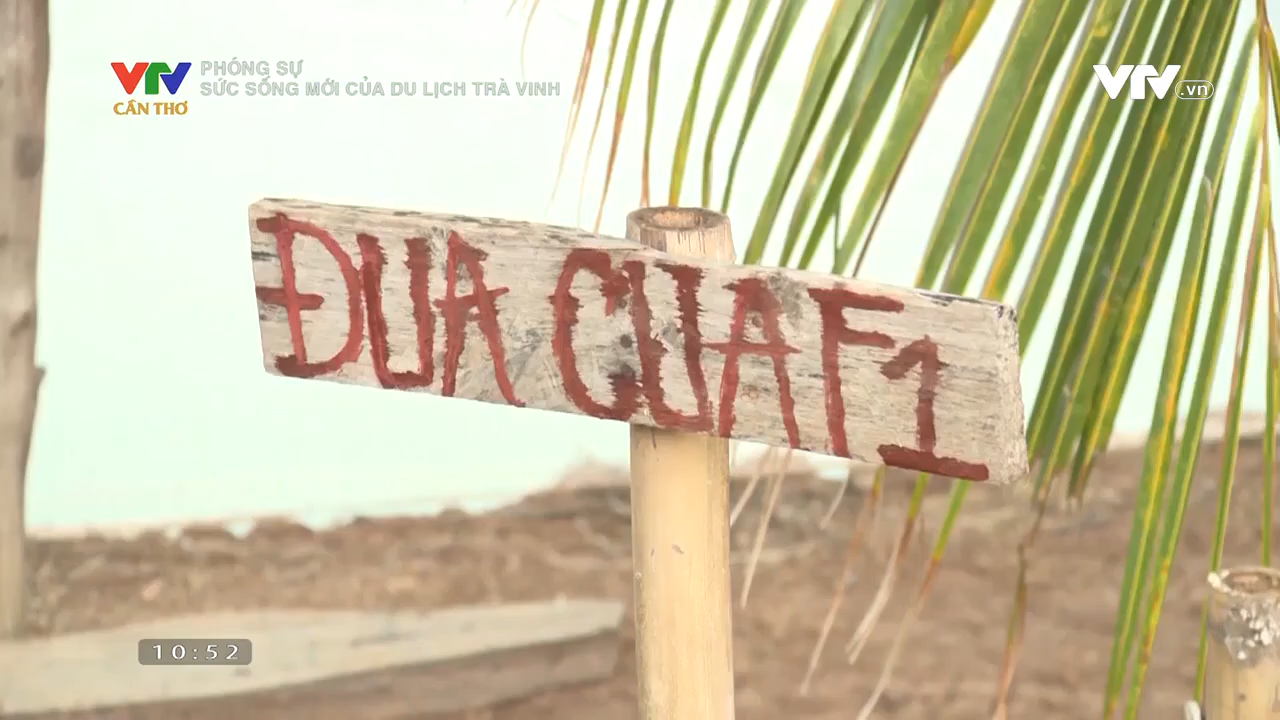 VTV
CẦN THƠ
PHÓNG SỰ
SỨC SỐNG MỚI CỦA DU LỊCH TRÀ VINH
VTV.vn
ĐUA CUA F1
10:52